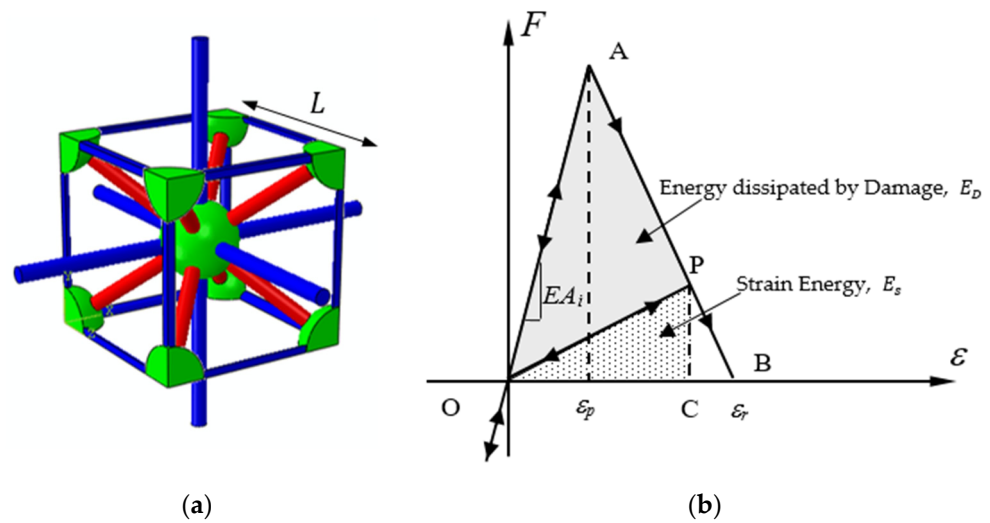 L
F
A
Energy dissipated by Damage, E_D
P
EA_i
Strain Energy, E_s
B
ε
O
ε_p
C
ε_r
(a)
(b)